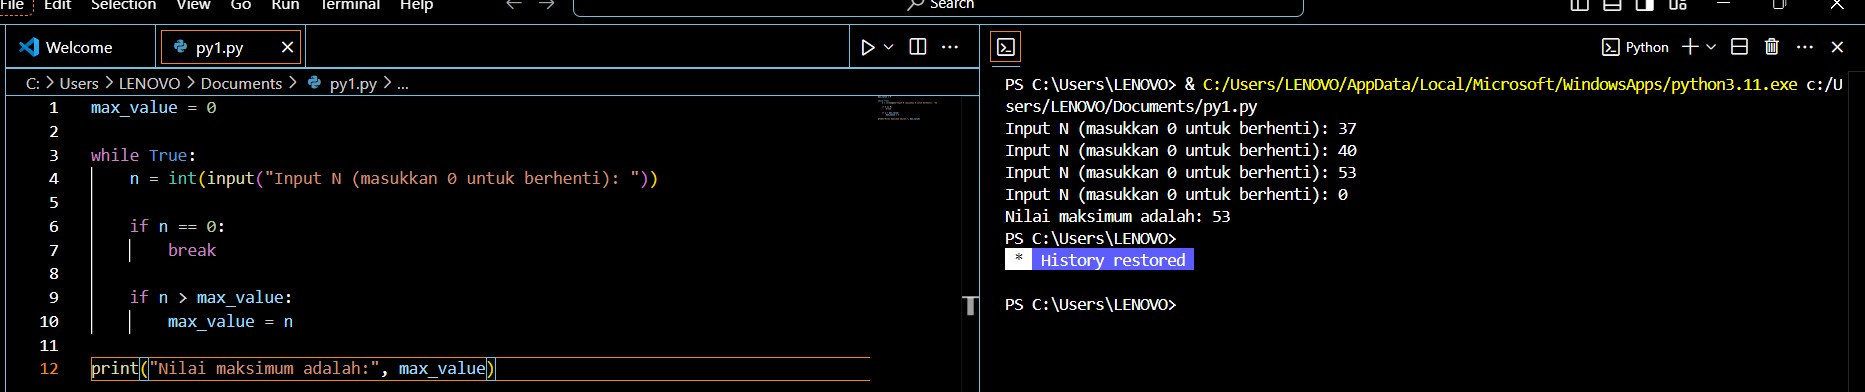 File Edit Selection View Go Run Terminal Help
Search
Welcome py1.py
C: > Users > LENOVO > Documents > py1.py > ...
1 max_value = 0
2
3 while True:
4 n = int(input("Input N (masukkan 0 untuk berhenti): "))
5
6 if n == 0:
7 break
8
9 if n > max_value:
10 max_value = n
11
12 print("Nilai maksimum adalah:", max_value)
Python
PS C:\Users\LENOVO> & C:/Users/LENOVO/AppData/Local/Microsoft/WindowsApps/python3.11.exe c:/U
sers/LENOVO/Documents/py1.py
Input N (masukkan 0 untuk berhenti): 37
Input N (masukkan 0 untuk berhenti): 40
Input N (masukkan 0 untuk berhenti): 53
Input N (masukkan 0 untuk berhenti): 0
Nilai maksimum adalah: 53
PS C:\Users\LENOVO>
* History restored
PS C:\Users\LENOVO>